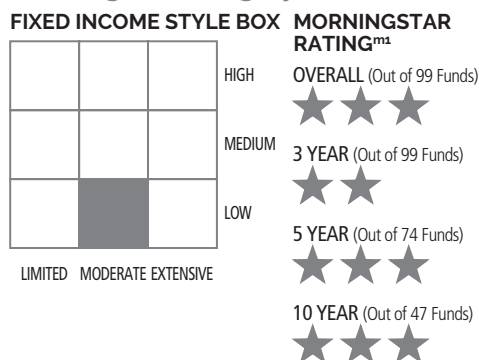 FIXED INCOME STYLE BOX
HIGH
MEDIUM
LOW
LIMITED MODERATE EXTENSIVE
MORNINGSTAR
RATINGᵐ¹
OVERALL (Out of 99 Funds)
3 YEAR (Out of 99 Funds)
5 YEAR (Out of 74 Funds)
10 YEAR (Out of 47 Funds)